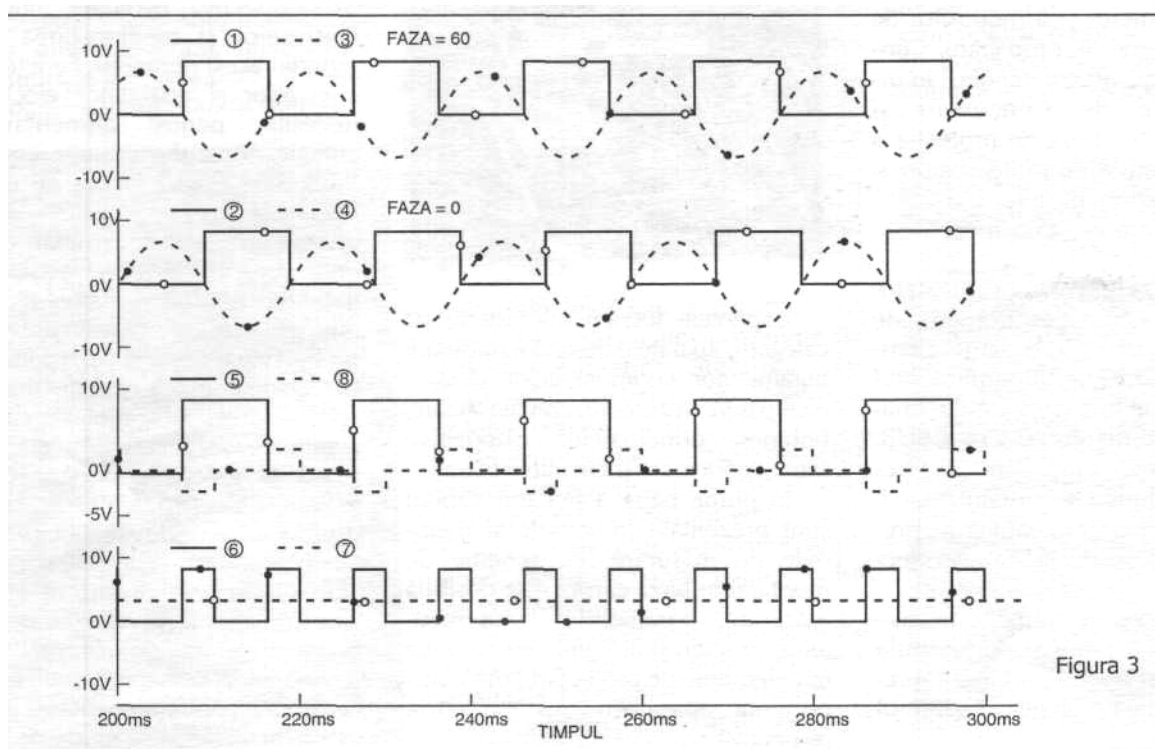 10V ① ③ FAZA = 60
0V
-10V
② ④ FAZA = 0
10V
0V
-10V
⑤ ⑧
10V
0V
-5V
⑥ ⑦
10V
0V
-10V
Figura 3
200ms 220ms 240ms 260ms 280ms 300ms
TIMPUL